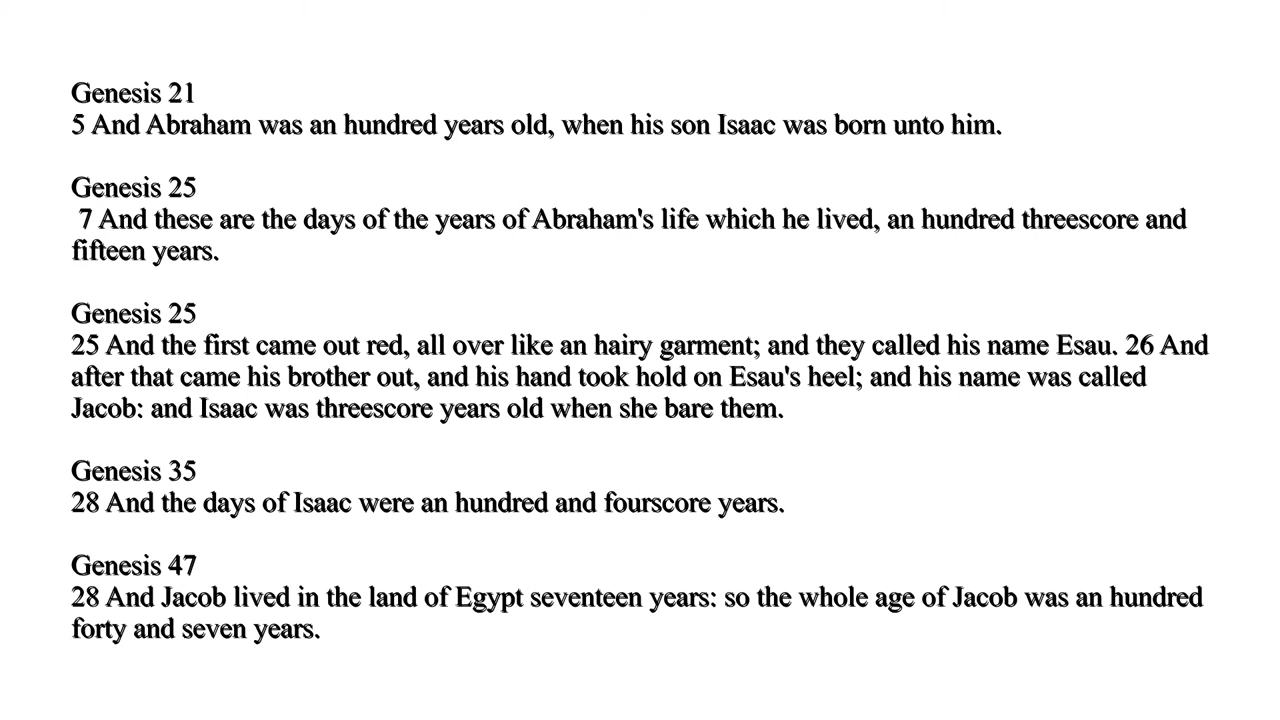 Genesis 21
5 And Abraham was an hundred years old, when his son Isaac was born unto him.
Genesis 25
7 And these are the days of the years of Abraham's life which he lived, an hundred threescore and
fifteen years.
Genesis 25
25 And the first came out red, all over like an hairy garment; and they called his name Esau. 26 And
after that came his brother out, and his hand took hold on Esau's heel; and his name was called
Jacob: and Isaac was threescore years old when she bare them.
Genesis 35
28 And the days of Isaac were an hundred and fourscore years.
Genesis 47
28 And Jacob lived in the land of Egypt seventeen years: so the whole age of Jacob was an hundred
forty and seven years.